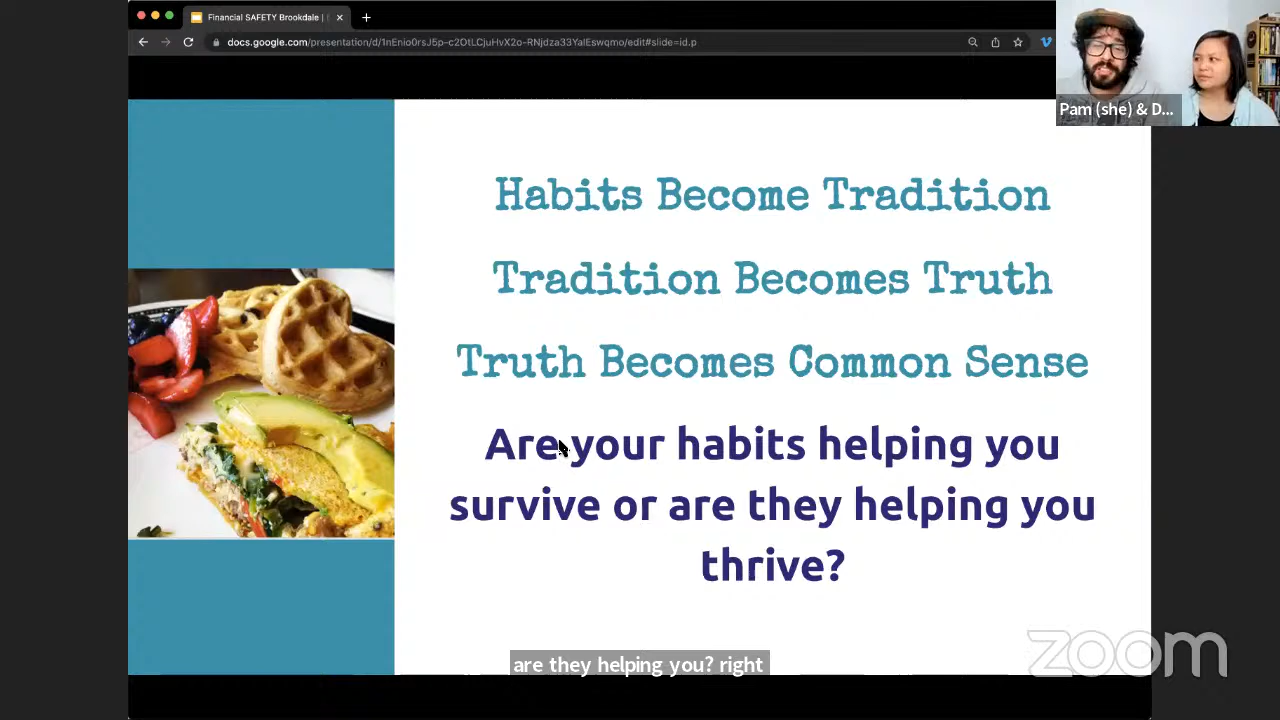 Financial SAFETY Brookdale |
docs.google.com/presentation/d/1nEnio0rsJ5p-c2OtLCjuHvX2o-RNjdza33YalEswqmo/edit#slide=id.p
Pam (she) & D...
Habits Become Tradition
Tradition Becomes Truth
Truth Becomes Common Sense
Are your habits helping you
survive or are they helping you
thrive?
are they helping you? right
zoom